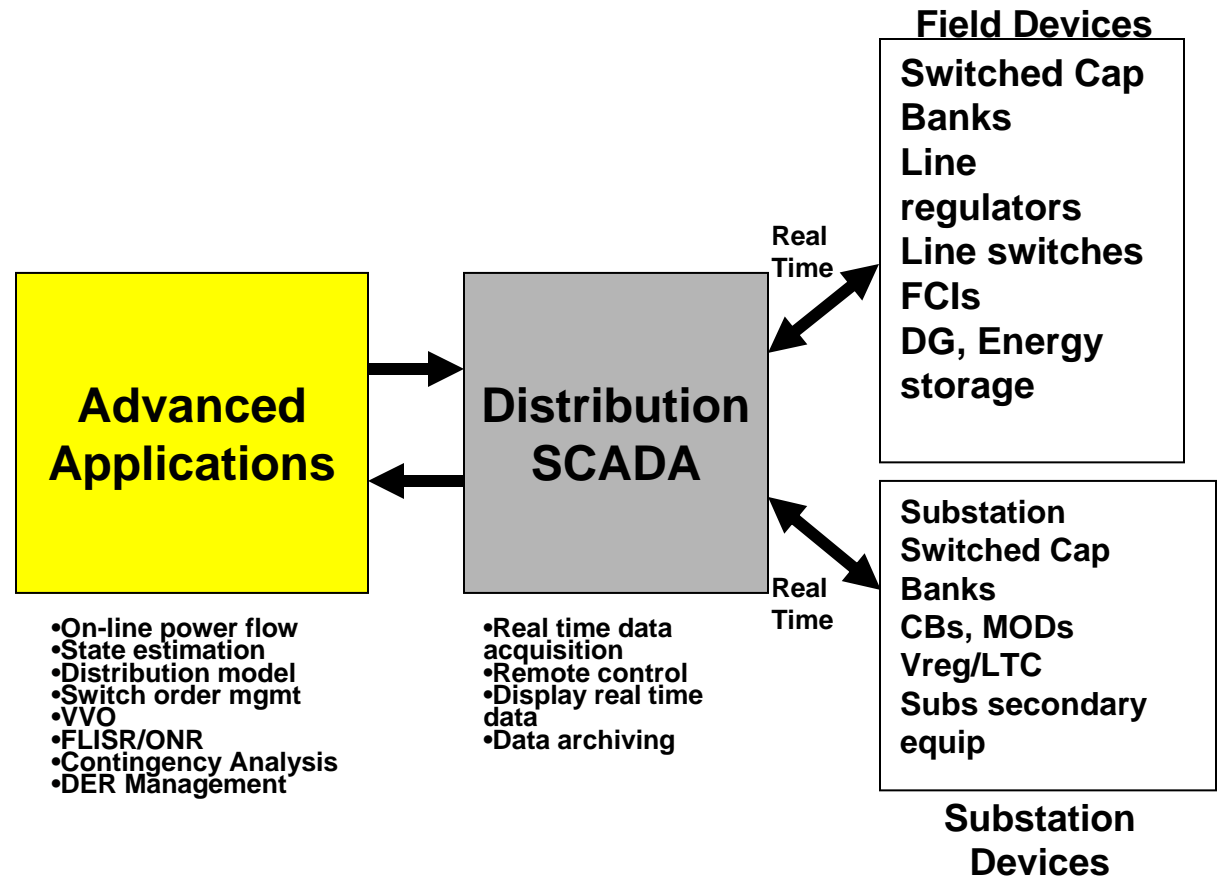 Field Devices
Switched Cap
Banks
Line
regulators
Line switches
FCIs
DG, Energy
storage
Real
Time
Advanced
Applications
Distribution
SCADA
Real
Time
Substation
Switched Cap
Banks
CBs, MODs
Vreg/LTC
Subs secondary
equip
Substation
Devices
•On-line power flow
•State estimation
•Distribution model
•Switch order mgmt
•VVO
•FLISR/ONR
•Contingency Analysis
•DER Management
•Real time data
acquisition
•Remote control
•Display real time
data
•Data archiving